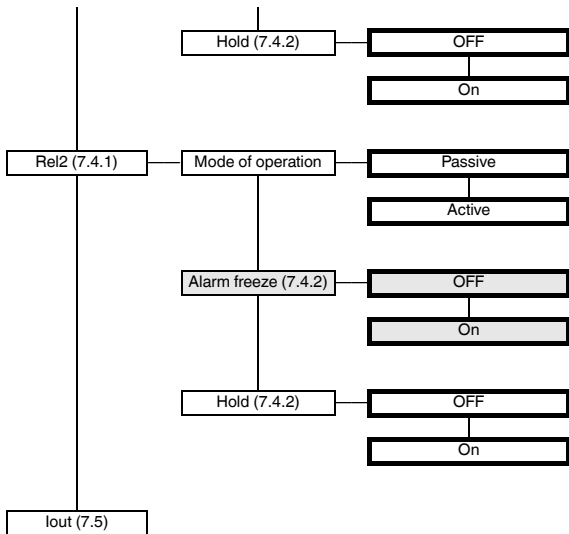 Hold (7.4.2) OFF
On
Rel2 (7.4.1) Mode of operation Passive
Active
Alarm freeze (7.4.2) OFF
On
Hold (7.4.2) OFF
On
Iout (7.5)